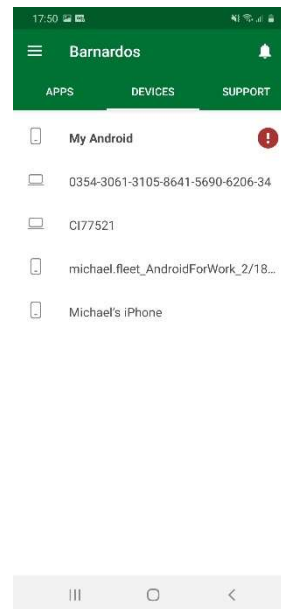 17:50
Barnardos
APPS DEVICES SUPPORT
My Android
0354-3061-3105-8641-5690-6206-34
CI77521
michael.fleet_AndroidForWork_2/18...
Michael's iPhone